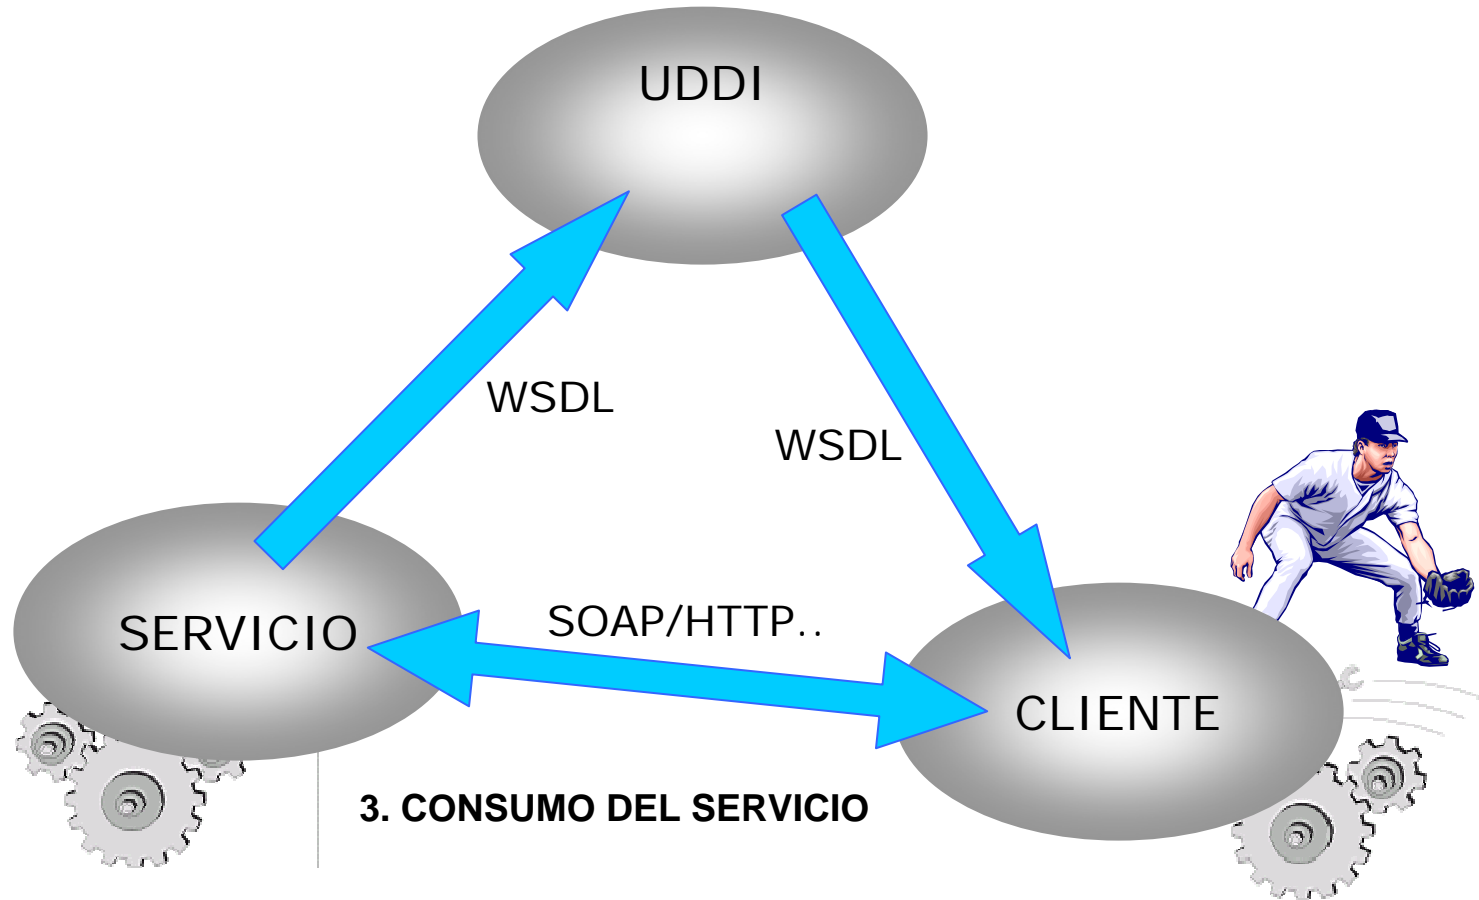 UDDI
WSDL
WSDL
SERVICIO
SOAP/HTTP..
CLIENTE
3. CONSUMO DEL SERVICIO